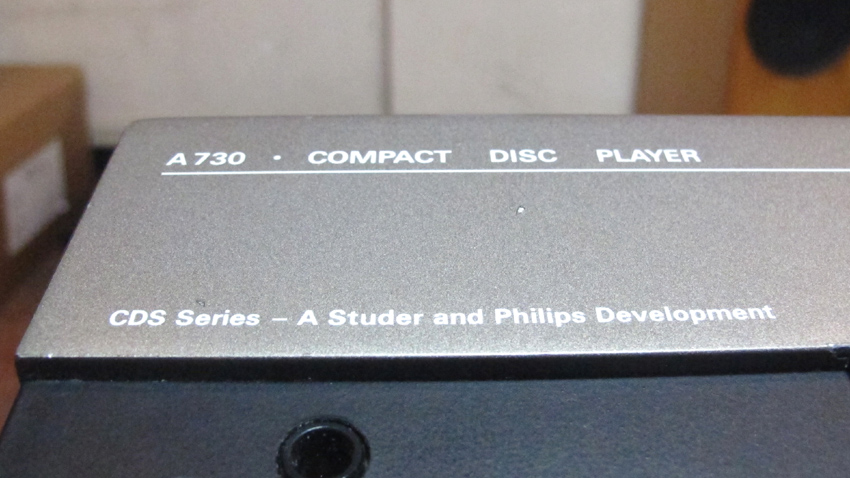 A730 · COMPACT DISC PLAYER
CDS Series – A Studer and Philips Development